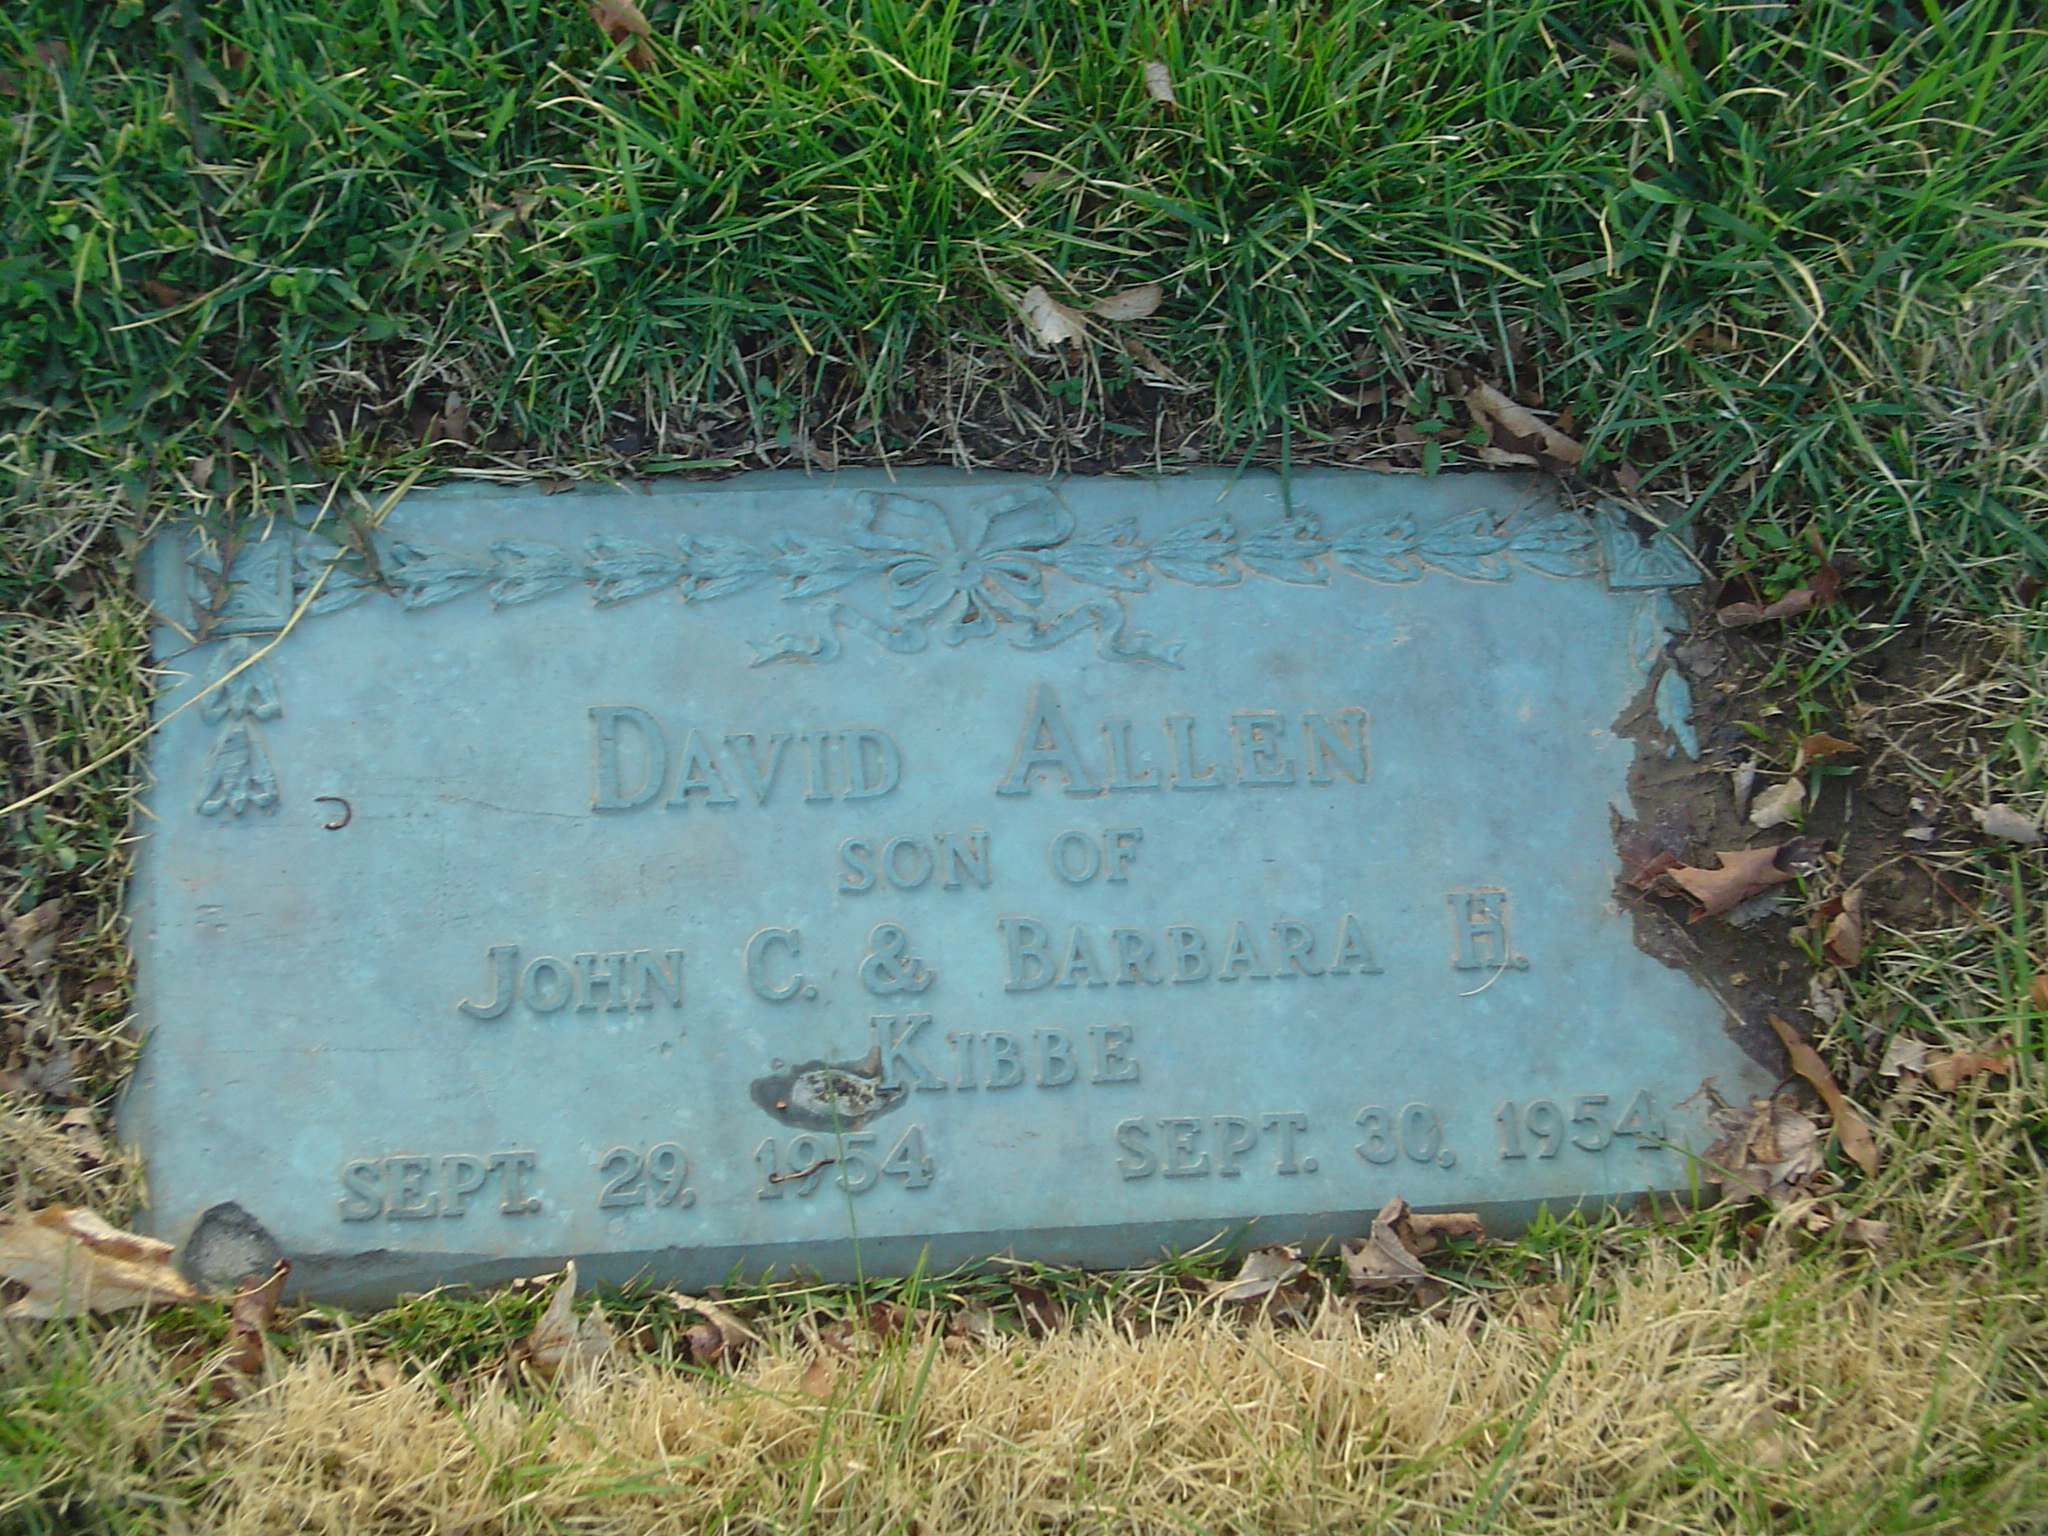 David Allen
son of
John C. & Barbara H.
Kibbe
Sept. 29, 1954 Sept. 30, 1954